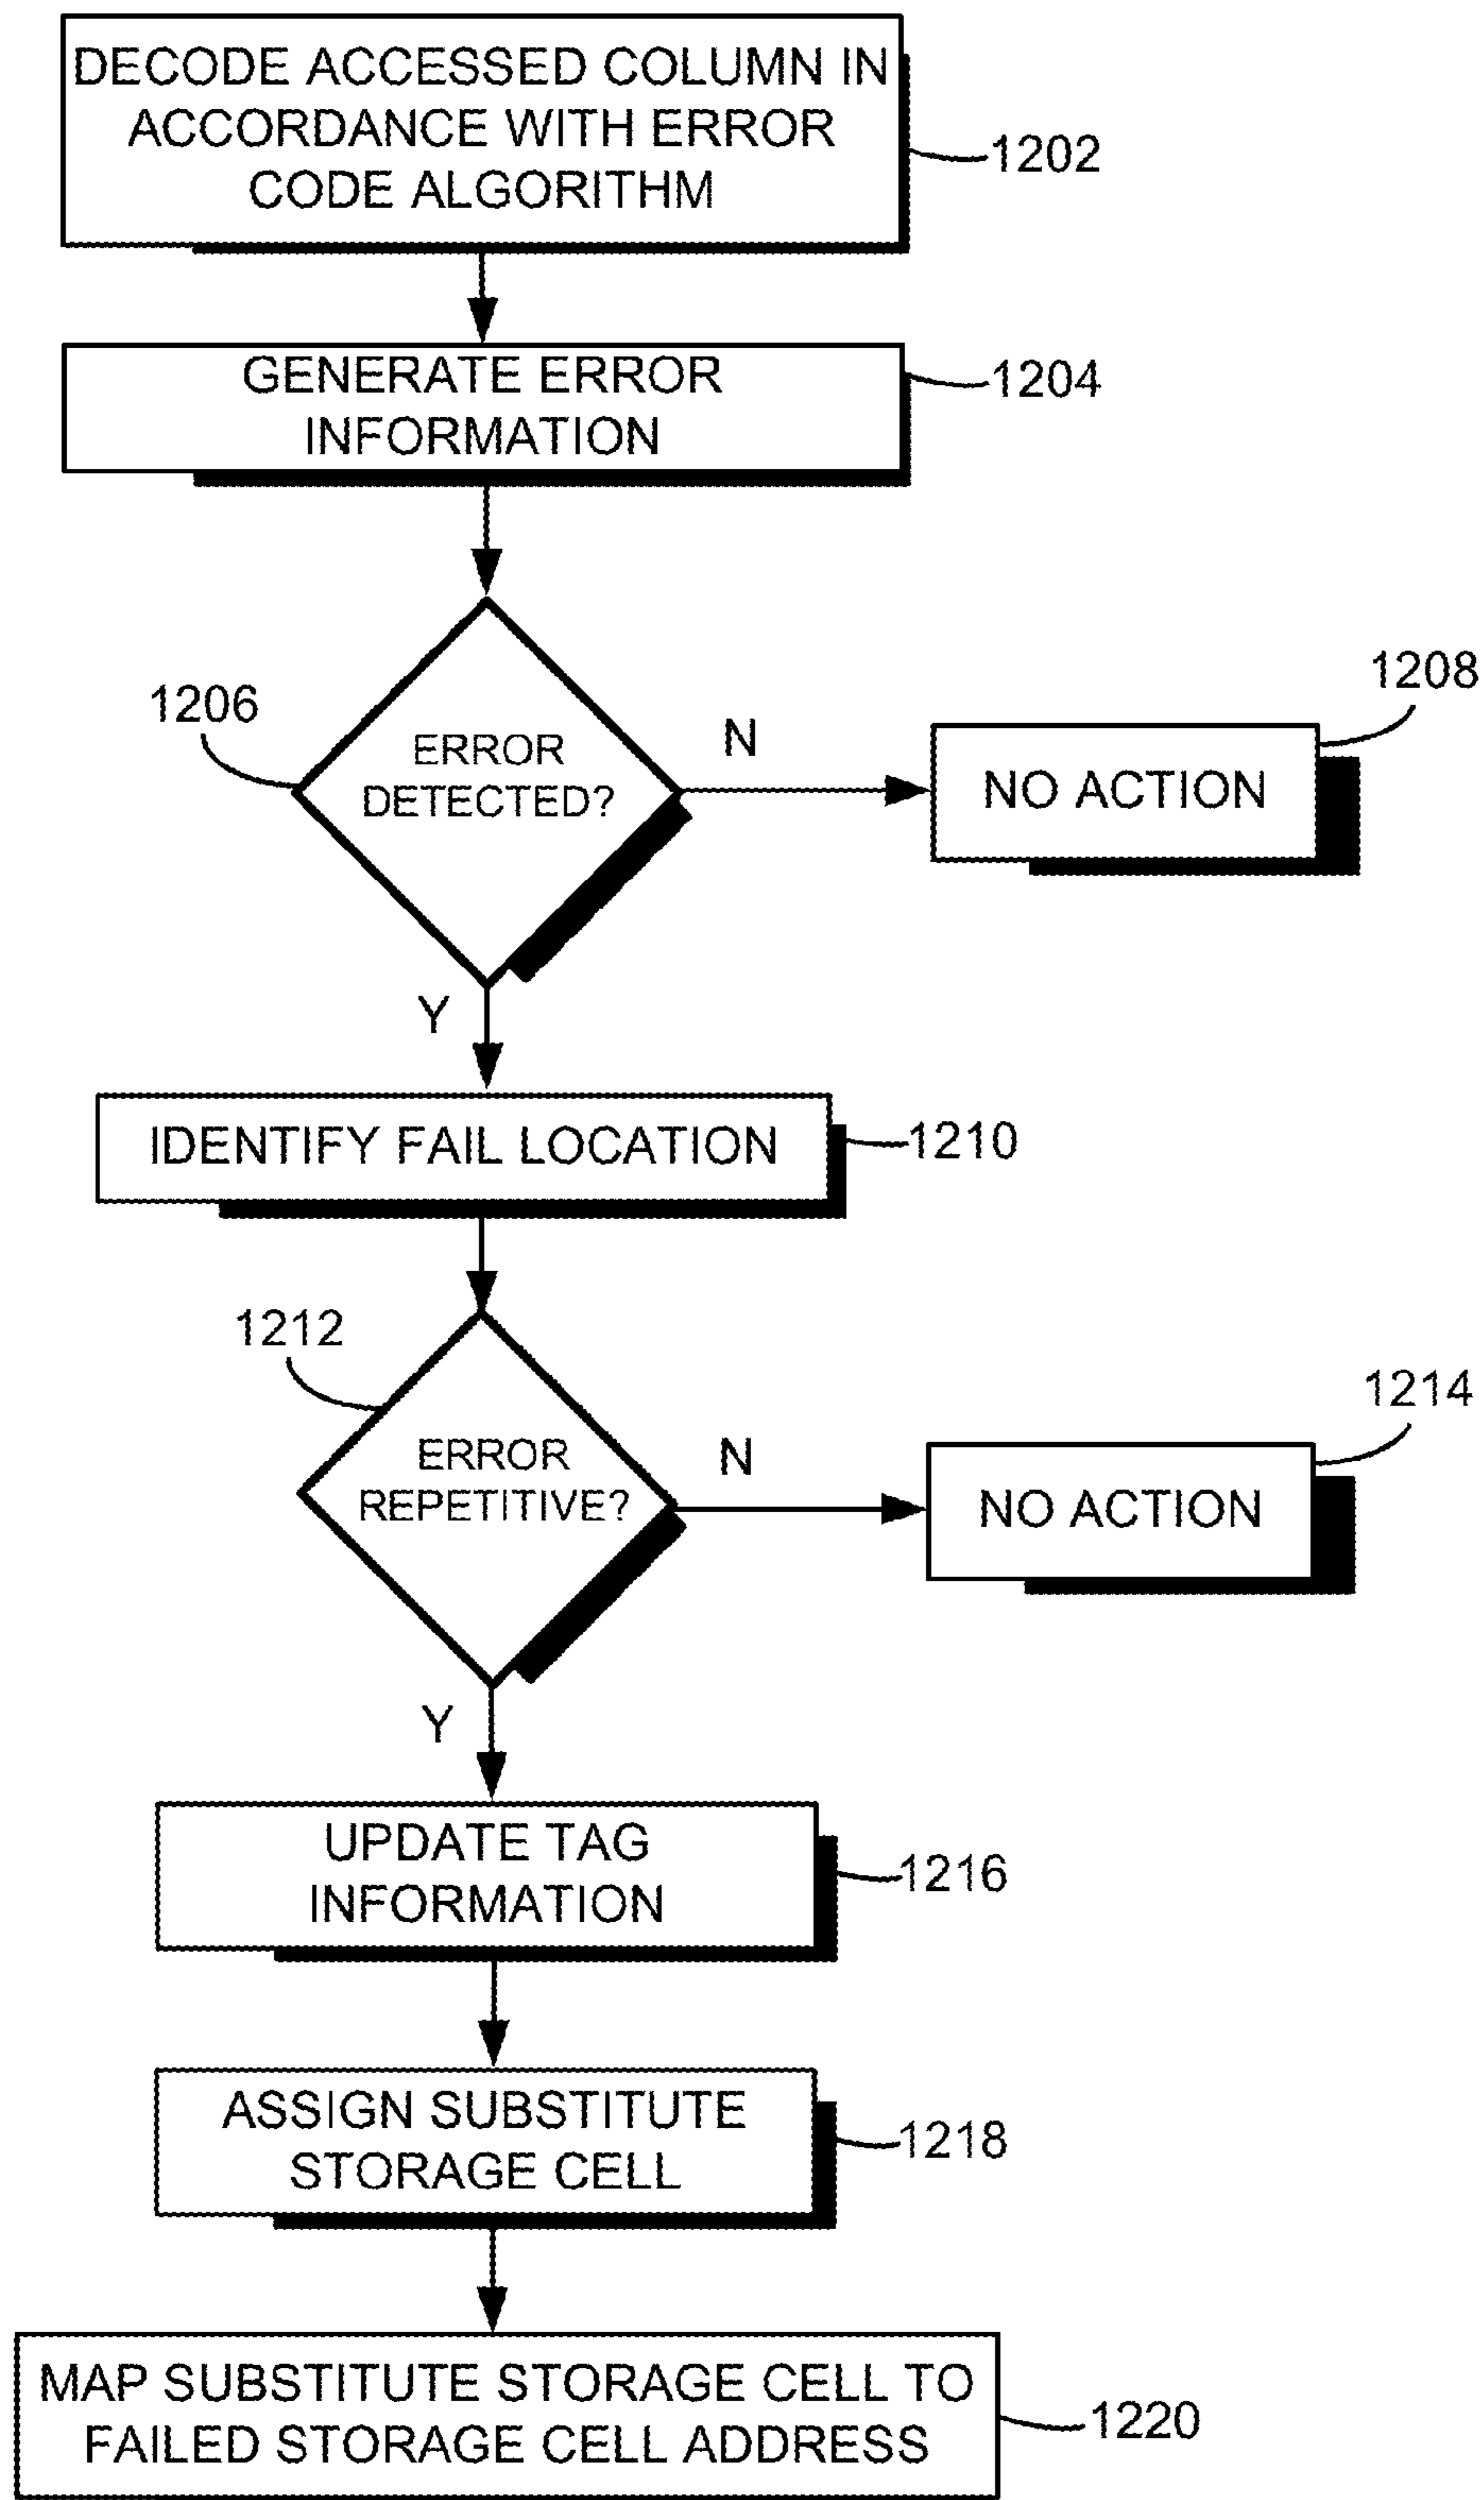 DECODE ACCESSED COLUMN IN
ACCORDANCE WITH ERROR
CODE ALGORITHM
1202
GENERATE ERROR
INFORMATION
1204
1206
ERROR
DETECTED?
N
1208
NO ACTION
Y
IDENTIFY FAIL LOCATION
1210
1212
ERROR
REPETITIVE?
N
1214
NO ACTION
Y
UPDATE TAG
INFORMATION
1216
ASSIGN SUBSTITUTE
STORAGE CELL
1218
MAP SUBSTITUTE STORAGE CELL TO
FAILED STORAGE CELL ADDRESS
1220